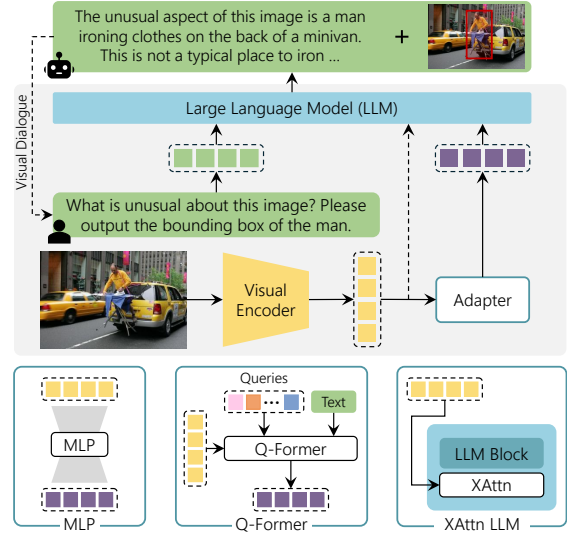 The unusual aspect of this image is a man
ironing clothes on the back of a minivan.
This is not a typical place to iron ...
+
Large Language Model (LLM)
Visual Dialogue
What is unusual about this image? Please
output the bounding box of the man.
Visual
Encoder
Adapter
MLP
MLP
Queries
Text
Q-Former
Q-Former
LLM Block
XAttn
XAttn LLM